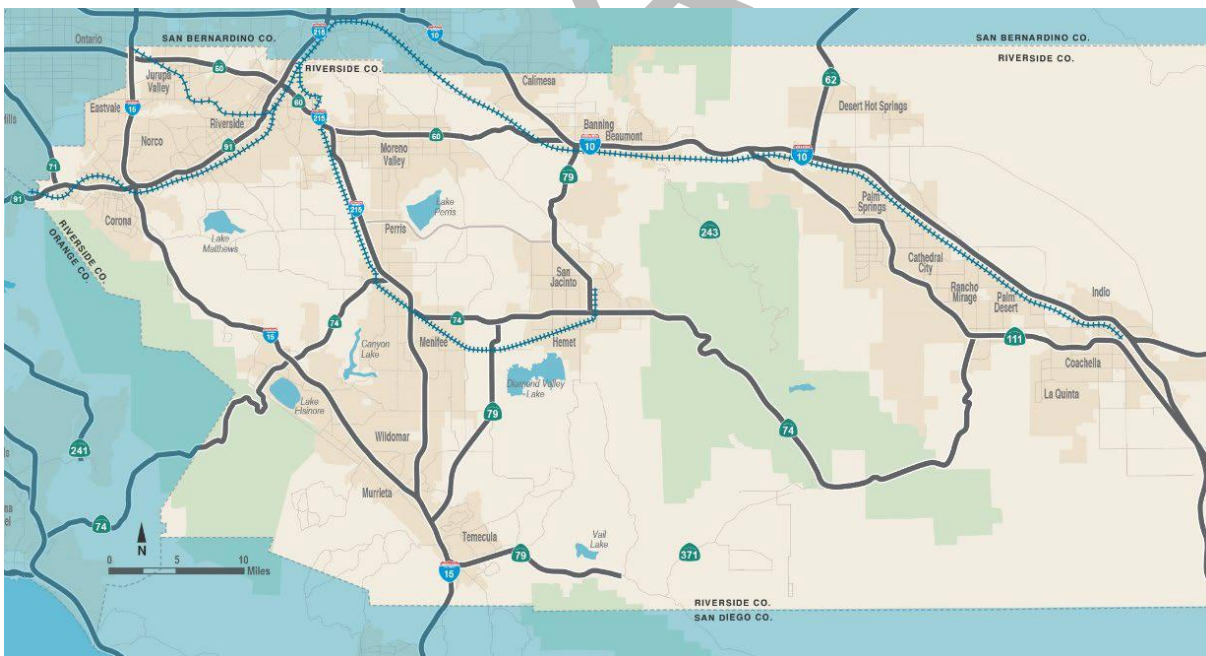 SAN BERNARDINO CO.
SAN BERNARDINO CO.
RIVERSIDE CO.
RIVERSIDE CO.
Ontario
215
10
60
Jurupa
Valley
62
Calimesa
Desert Hot Springs
Eastvale
15
Hills
Riverside
60
215
Norco
91
Moreno
Valley
60
Banning
Beaumont
10
10
71
79
91
Corona
RIVERSIDE CO.
ORANGE CO.
Lake
Matthews
215
Perris
Lake
Perris
243
Palm
Springs
San
Jacinto
Cathedral
City
Rancho
Mirage
Palm
Desert
Indio
15
74
Canyon
Lake
Menifee
74
Hemet
111
Coachella
La Quinta
Lake
Elsinore
Diamond Valley
Lake
79
74
241
Wildomar
Murrieta
74
N
0 5 10
Miles
Temecula
15
79
Vail
Lake
371
RIVERSIDE CO.
SAN DIEGO CO.